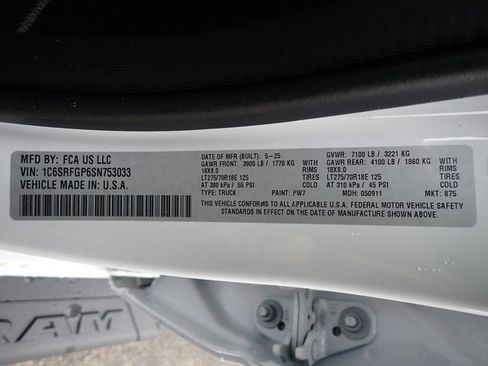 MFD BY: FCA US LLC
VIN: 1C6SRFGP6SN753033
VEHICLE MADE IN: U.S.A.
DATE OF MFR (BUILT): 5-25
GAWR FRONT: 3900 LB / 1770 KG
18X8.0 RIMS
LT275/70R18E 125 TIRES
AT 380 kPa / 55 PSI COLD
TYPE: TRUCK PAINT: PW7
GVWR: 7100 LB / 3221 KG
GAWR REAR: 4100 LB / 1860 KG
18X8.0 RIMS
LT275/70R18E 125 TIRES
AT 310 kPa / 45 PSI COLD
MDH: 050911 MKT: 875
THIS VEHICLE CONFORMS TO ALL APPLICABLE U.S.A. FEDERAL MOTOR VEHICLE SAFETY
STANDARDS IN EFFECT ON THE DATE OF MANUFACTURE SHOWN ABOVE.
RAM